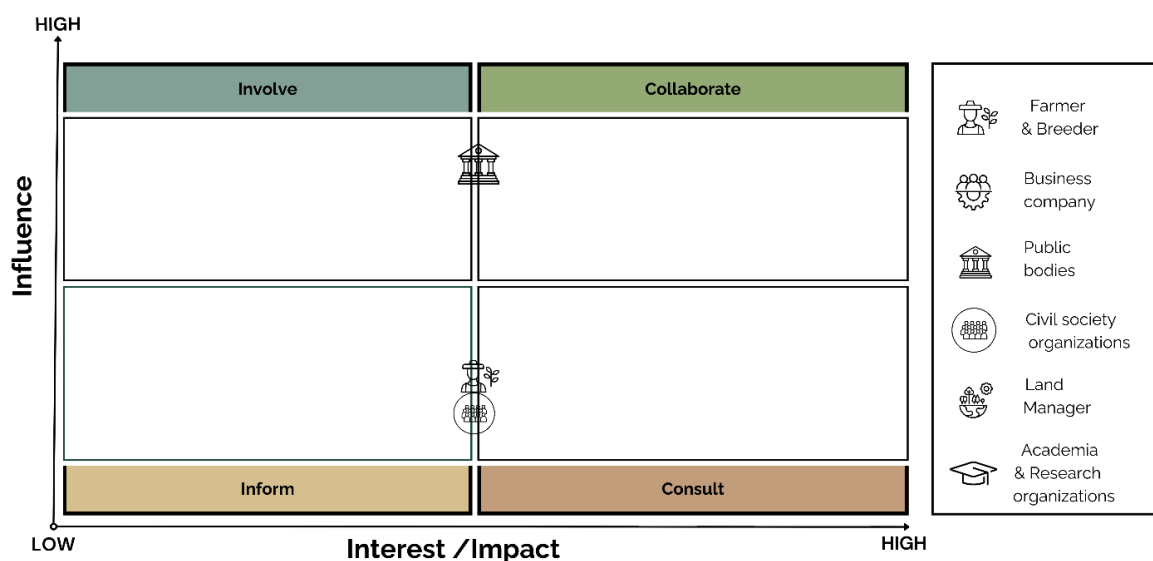 HIGH
Involve
Collaborate
Influence
Inform
Consult
LOW
Interest /Impact
HIGH
Farmer
& Breeder
Business
company
Public
bodies
Civil society
organizations
Land
Manager
Academia
& Research
organizations